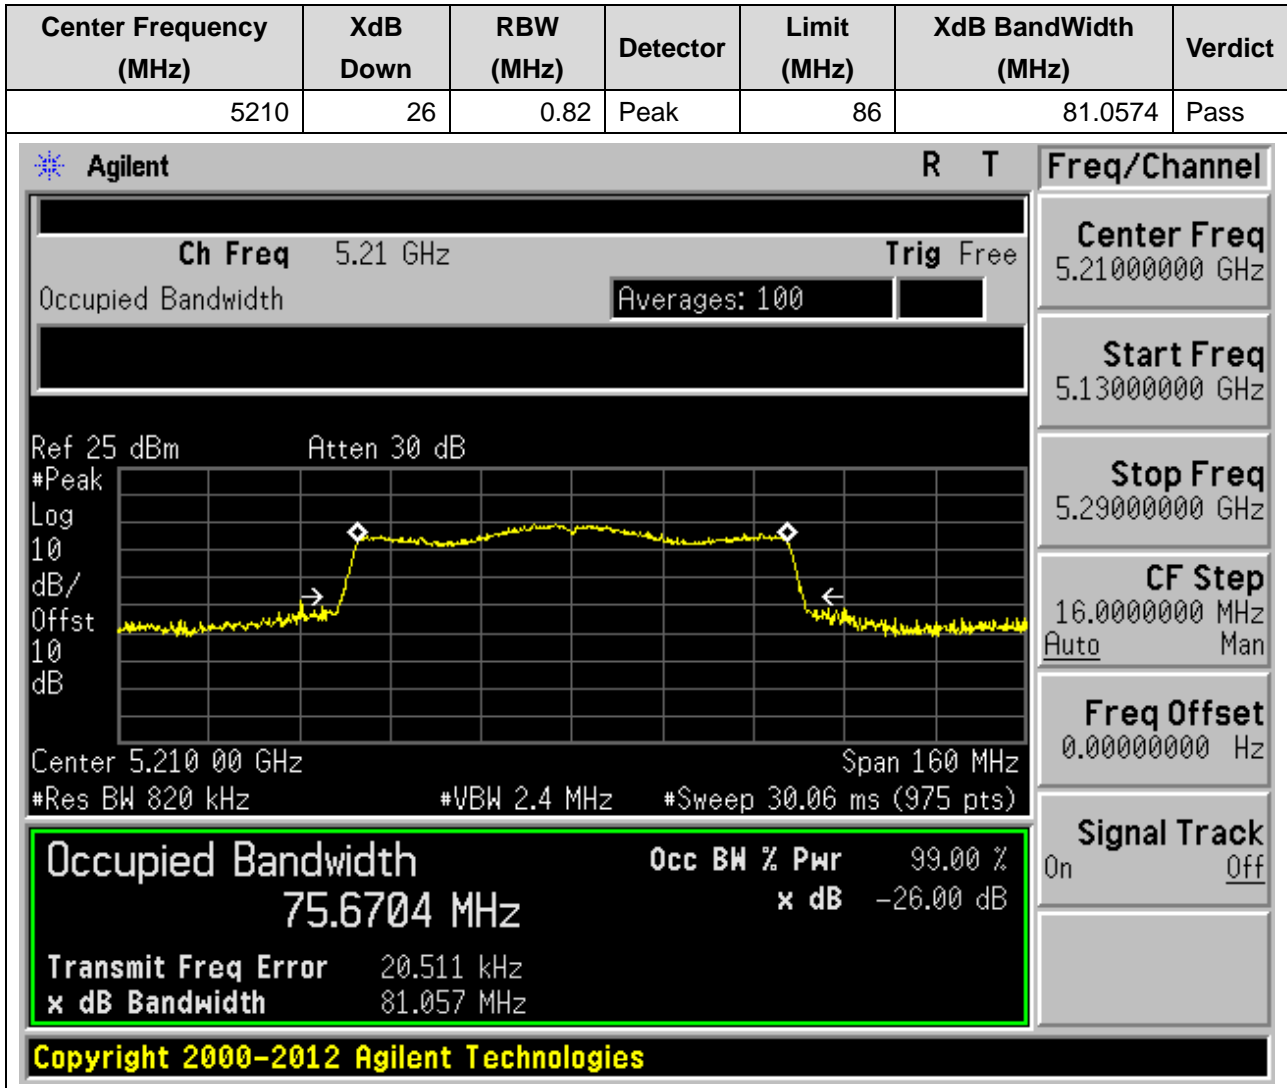 Center Frequency (MHz) XdB Down RBW (MHz) Detector Limit (MHz) XdB BandWidth (MHz) Verdict
5210 26 0.82 Peak 86 81.0574 Pass
Agilent R T
Ch Freq 5.21 GHz Trig Free
Occupied Bandwidth Averages: 100
Ref 25 dBm Atten 30 dB
#Peak
Log
10
dB/
Offst
10
dB
Center 5.210 00 GHz Span 160 MHz
#Res BW 820 kHz #VBW 2.4 MHz #Sweep 30.06 ms (975 pts)
Occupied Bandwidth Occ BW % Pwr 99.00 %
75.6704 MHz x dB -26.00 dB
Transmit Freq Error 20.511 kHz
x dB Bandwidth 81.057 MHz
Copyright 2000-2012 Agilent Technologies
Freq/Channel
Center Freq
5.21000000 GHz
Start Freq
5.13000000 GHz
Stop Freq
5.29000000 GHz
CF Step
16.0000000 MHz
Auto Man
Freq Offset
0.00000000 Hz
Signal Track
On Off